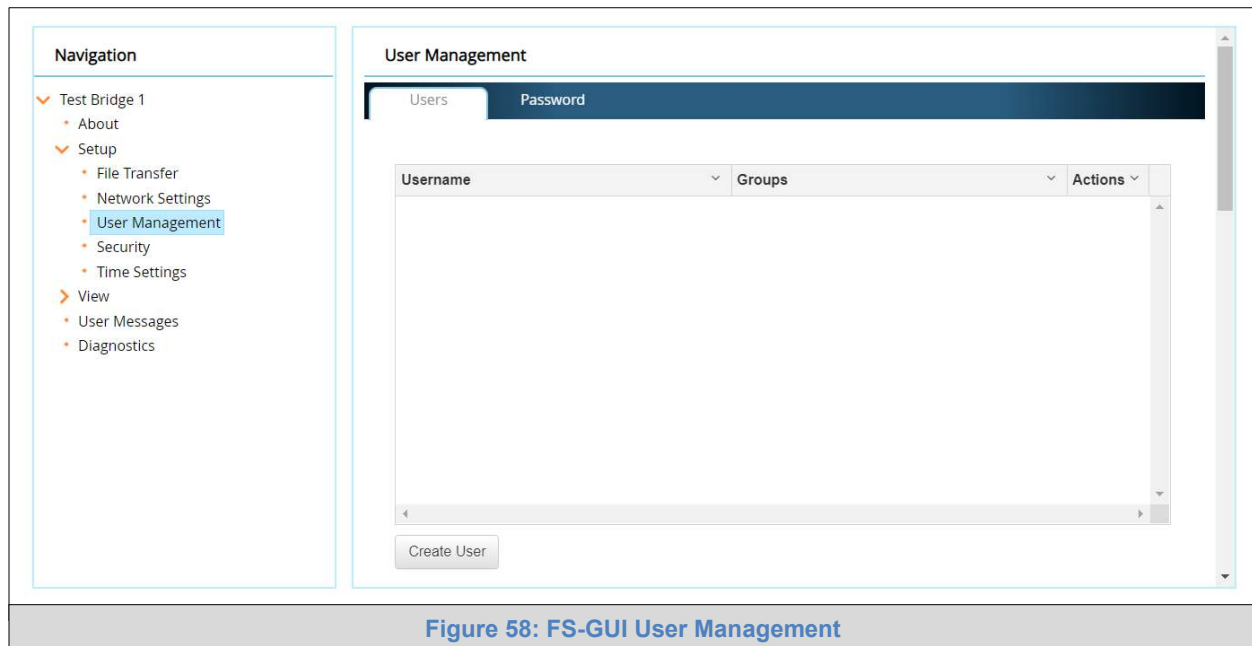 Navigation
Test Bridge 1
About
Setup
File Transfer
Network Settings
User Management
Security
Time Settings
View
User Messages
Diagnostics
User Management
Users Password
Username Groups Actions
Create User
Figure 58: FS-GUI User Management